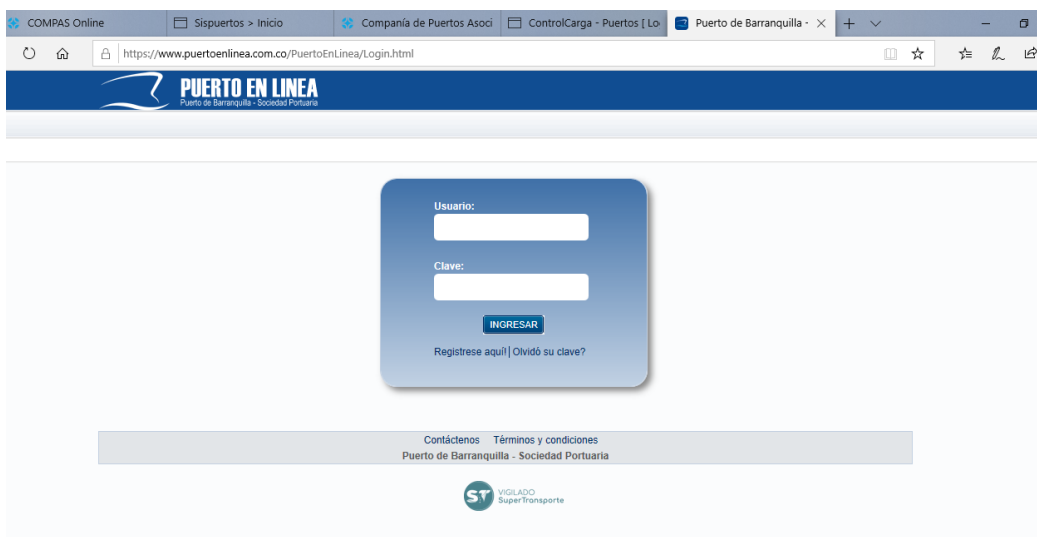 COMPAS Online
Sispuertos > Inicio
Companía de Puertos Asoci
ControlCarga - Puertos [ Lo
Puerto de Barranquilla -
https://www.puertoenlinea.com.co/PuertoEnLinea/Login.html
PUERTO EN LINEA
Puerto de Barranquilla - Sociedad Portuaria
Usuario:
Clave:
INGRESAR
Registrese aquí!| Olvidó su clave?
Contáctenos Términos y condiciones
Puerto de Barranquilla - Sociedad Portuaria
ST VIGILADO
SuperTransporte